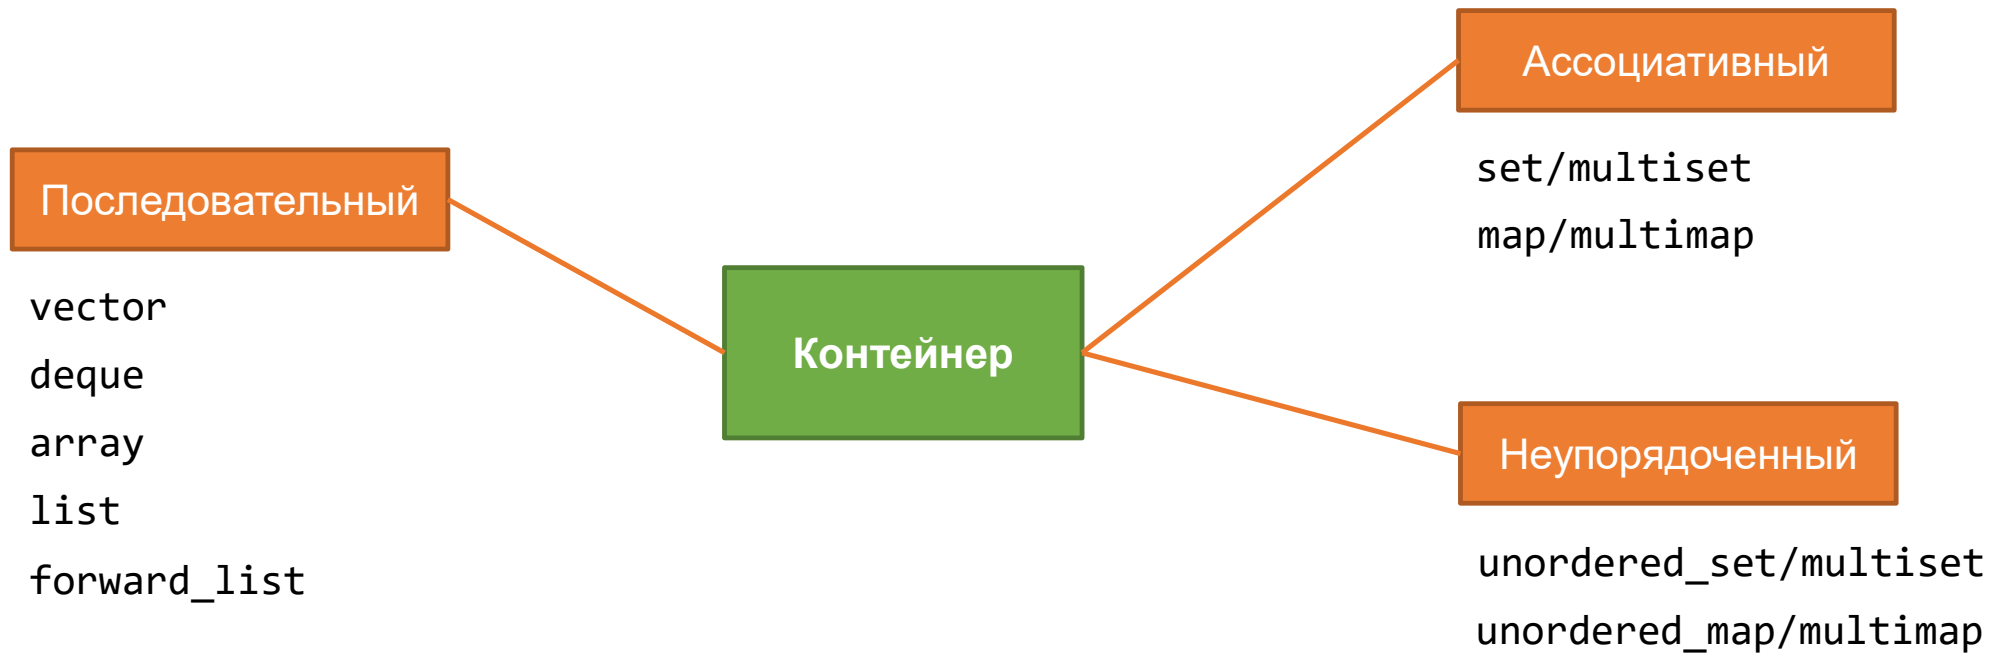 Последовательный
vector
deque
array
list
forward_list
Контейнер
Ассоциативный
set/multiset
map/multimap
Неупорядоченный
unordered_set/multiset
unordered_map/multimap